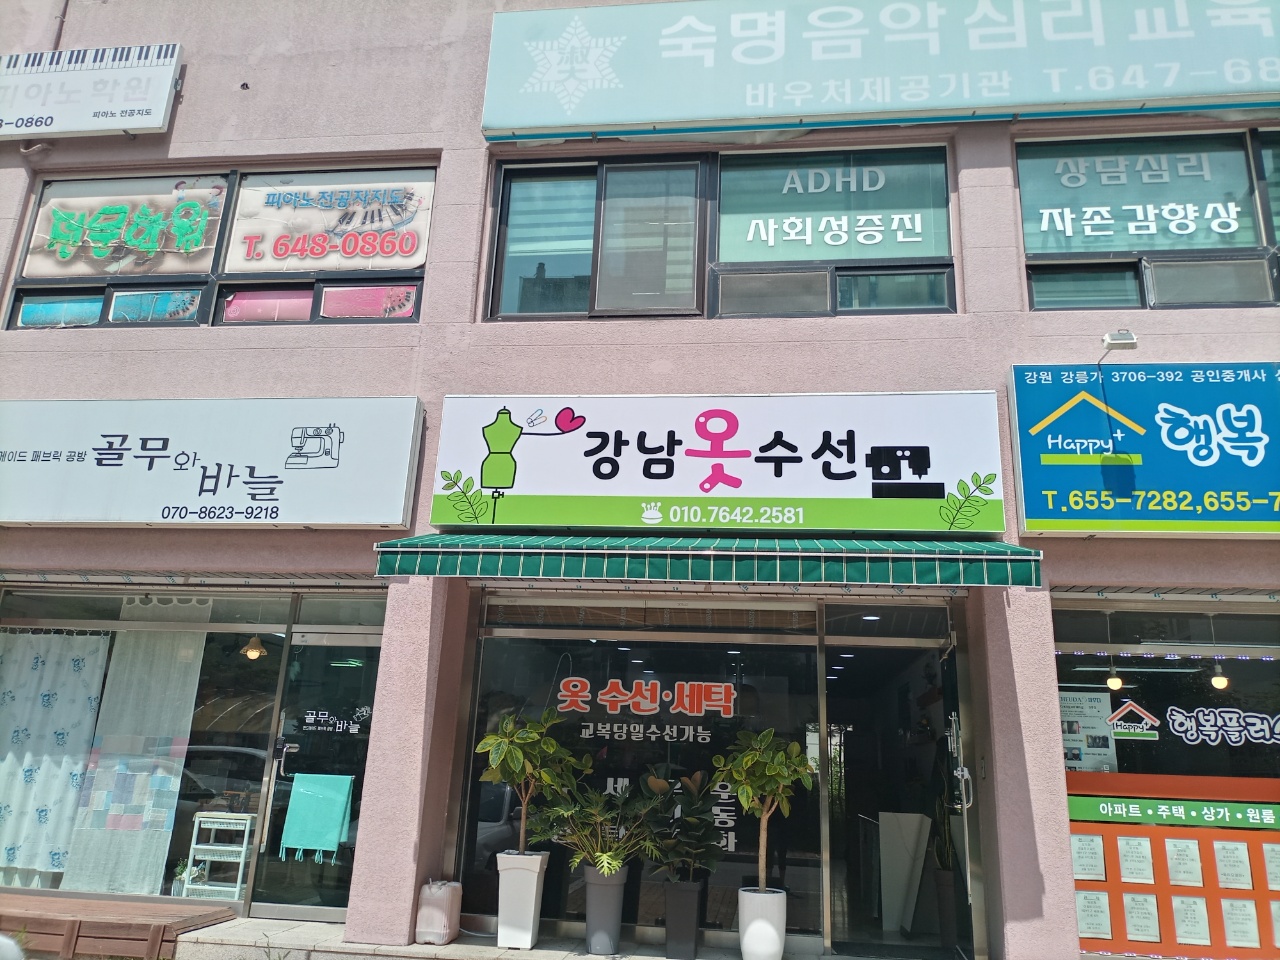 피아노학원
피아노 전공지도
숙명음악심리교육
바우처제공기관 T.647-68
피아노전공자지도
T. 648-0860
ADHD
사회성증진
상담심리
자존감향상
메이드 패브릭 공방 골무와바늘
070-8623-9218
강남옷수선
010.7642.2581
강원 강릉가 3706-392 공인중개사
Happy+ 행복
T.655-7282,655-7
골무와바늘
옷 수선·세탁
교복당일수선가능
Happy+ 행복플러스
아파트 • 주택 • 상가 • 원룸